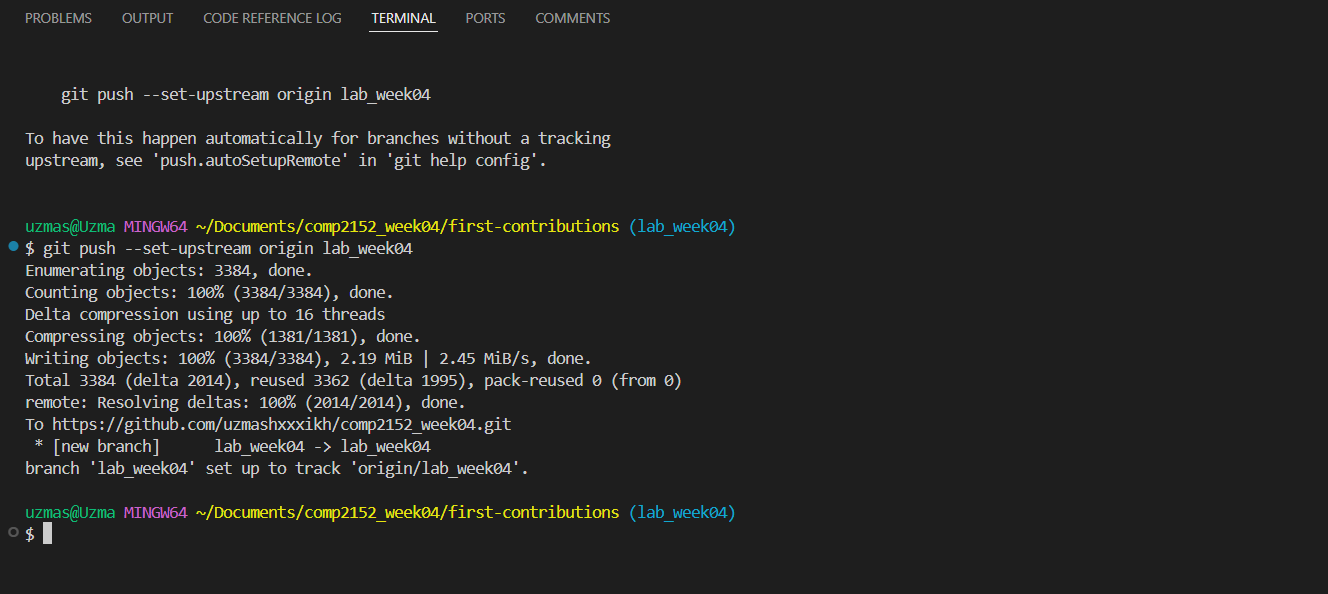 PROBLEMS OUTPUT CODE REFERENCE LOG TERMINAL PORTS COMMENTS
git push --set-upstream origin lab_week04
To have this happen automatically for branches without a tracking
upstream, see 'push.autoSetupRemote' in 'git help config'.
uzmas@Uzma MINGW64 ~/Documents/comp2152_week04/first-contributions (lab_week04)
$ git push --set-upstream origin lab_week04
Enumerating objects: 3384, done.
Counting objects: 100% (3384/3384), done.
Delta compression using up to 16 threads
Compressing objects: 100% (1381/1381), done.
Writing objects: 100% (3384/3384), 2.19 MiB | 2.45 MiB/s, done.
Total 3384 (delta 2014), reused 3362 (delta 1995), pack-reused 0 (from 0)
remote: Resolving deltas: 100% (2014/2014), done.
To https://github.com/uzmashxxxikh/comp2152_week04.git
 * [new branch]      lab_week04 -> lab_week04
branch 'lab_week04' set up to track 'origin/lab_week04'.
uzmas@Uzma MINGW64 ~/Documents/comp2152_week04/first-contributions (lab_week04)
$